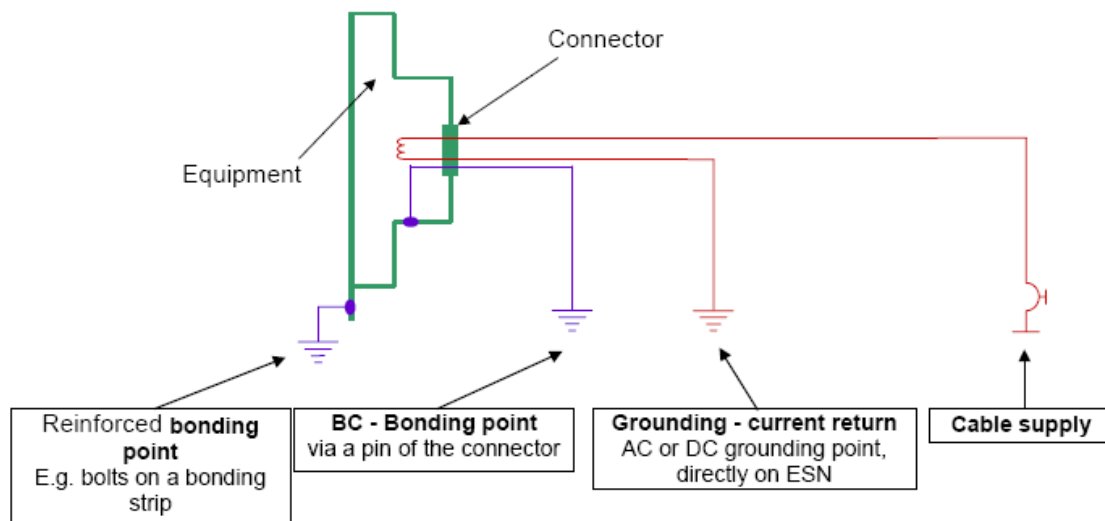 Connector
Equipment
Reinforced bonding
point
E.g. bolts on a bonding
strip
BC - Bonding point
via a pin of the connector
Grounding - current return
AC or DC grounding point,
directly on ESN
Cable supply